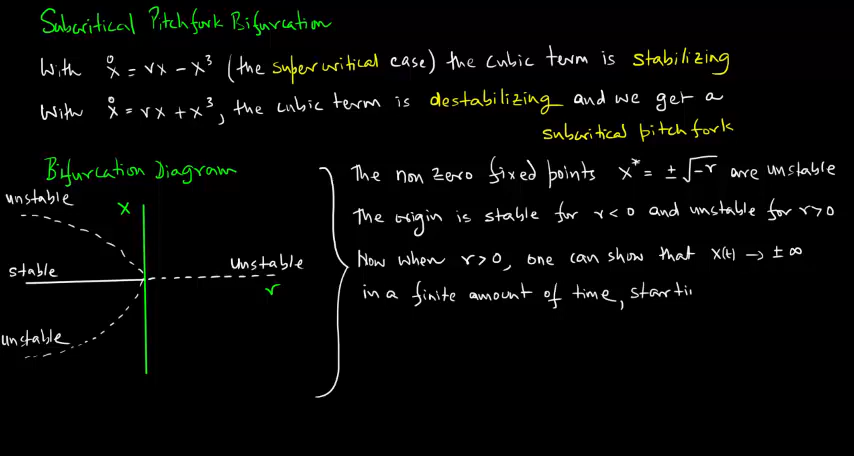 Subcritical Pitchfork Bifurcation
With ẋ = rx - x³ (the supercritical case) the cubic term is stabilizing
With ẋ = rx + x³, the cubic term is destabilizing and we get a
subcritical pitchfork
Bifurcation Diagram
unstable
x
stable
unstable
r
unstable
The non zero fixed points x* = ± √-r are unstable
The origin is stable for r < 0 and unstable for r > 0
Now when r > 0, one can show that x(t) → ± ∞
in a finite amount of time,